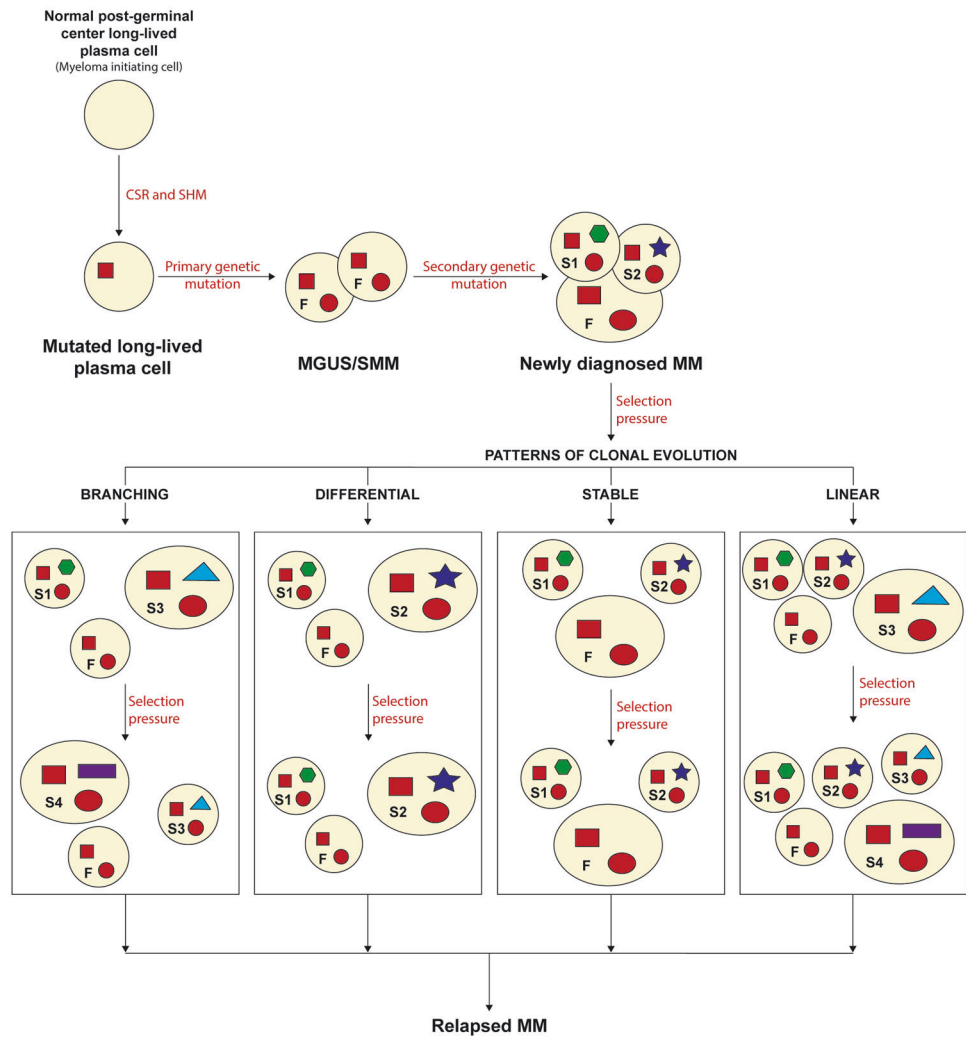 Normal post-germinal
center long-lived
plasma cell
(Myeloma initiating cell)
CSR and SHM
Primary genetic
mutation
Secondary genetic
mutation
F
F
S1
S2
F
Mutated long-lived
plasma cell
MGUS/SMM
Newly diagnosed MM
Selection
pressure
PATTERNS OF CLONAL EVOLUTION
BRANCHING
DIFFERENTIAL
STABLE
LINEAR
S1
S3
F
Selection
pressure
S4
S3
F
S1
S2
F
Selection
pressure
S1
S2
F
S1
S2
F
Selection
pressure
S1
S2
F
S1
S2
F
S3
Selection
pressure
S1
S2
S3
F
S4
Relapsed MM